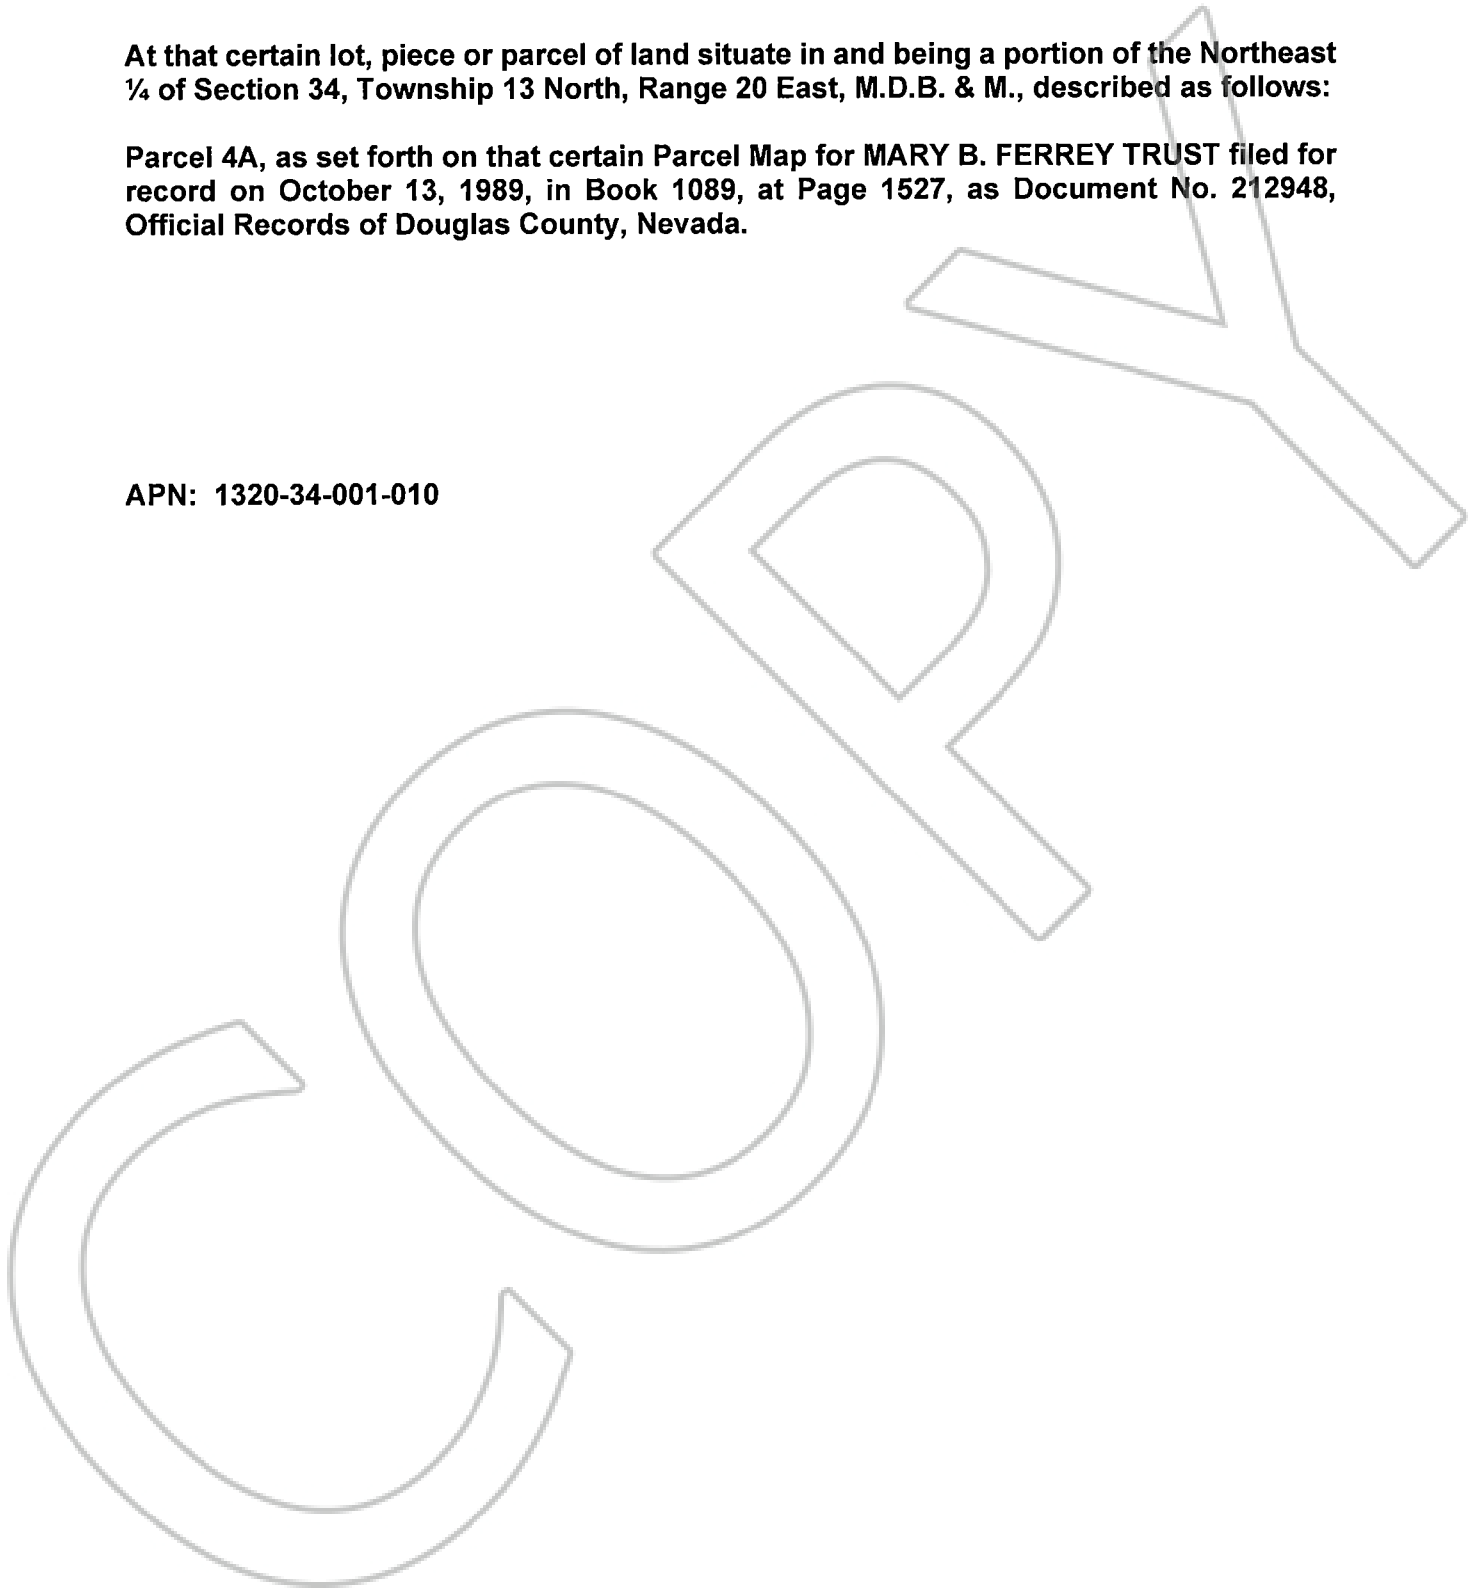 At that certain lot, piece or parcel of land situate in and being a portion of the Northeast
¼ of Section 34, Township 13 North, Range 20 East, M.D.B. & M., described as follows:
Parcel 4A, as set forth on that certain Parcel Map for MARY B. FERREY TRUST filed for
record on October 13, 1989, in Book 1089, at Page 1527, as Document No. 212948,
Official Records of Douglas County, Nevada.
APN: 1320-34-001-010
COPY